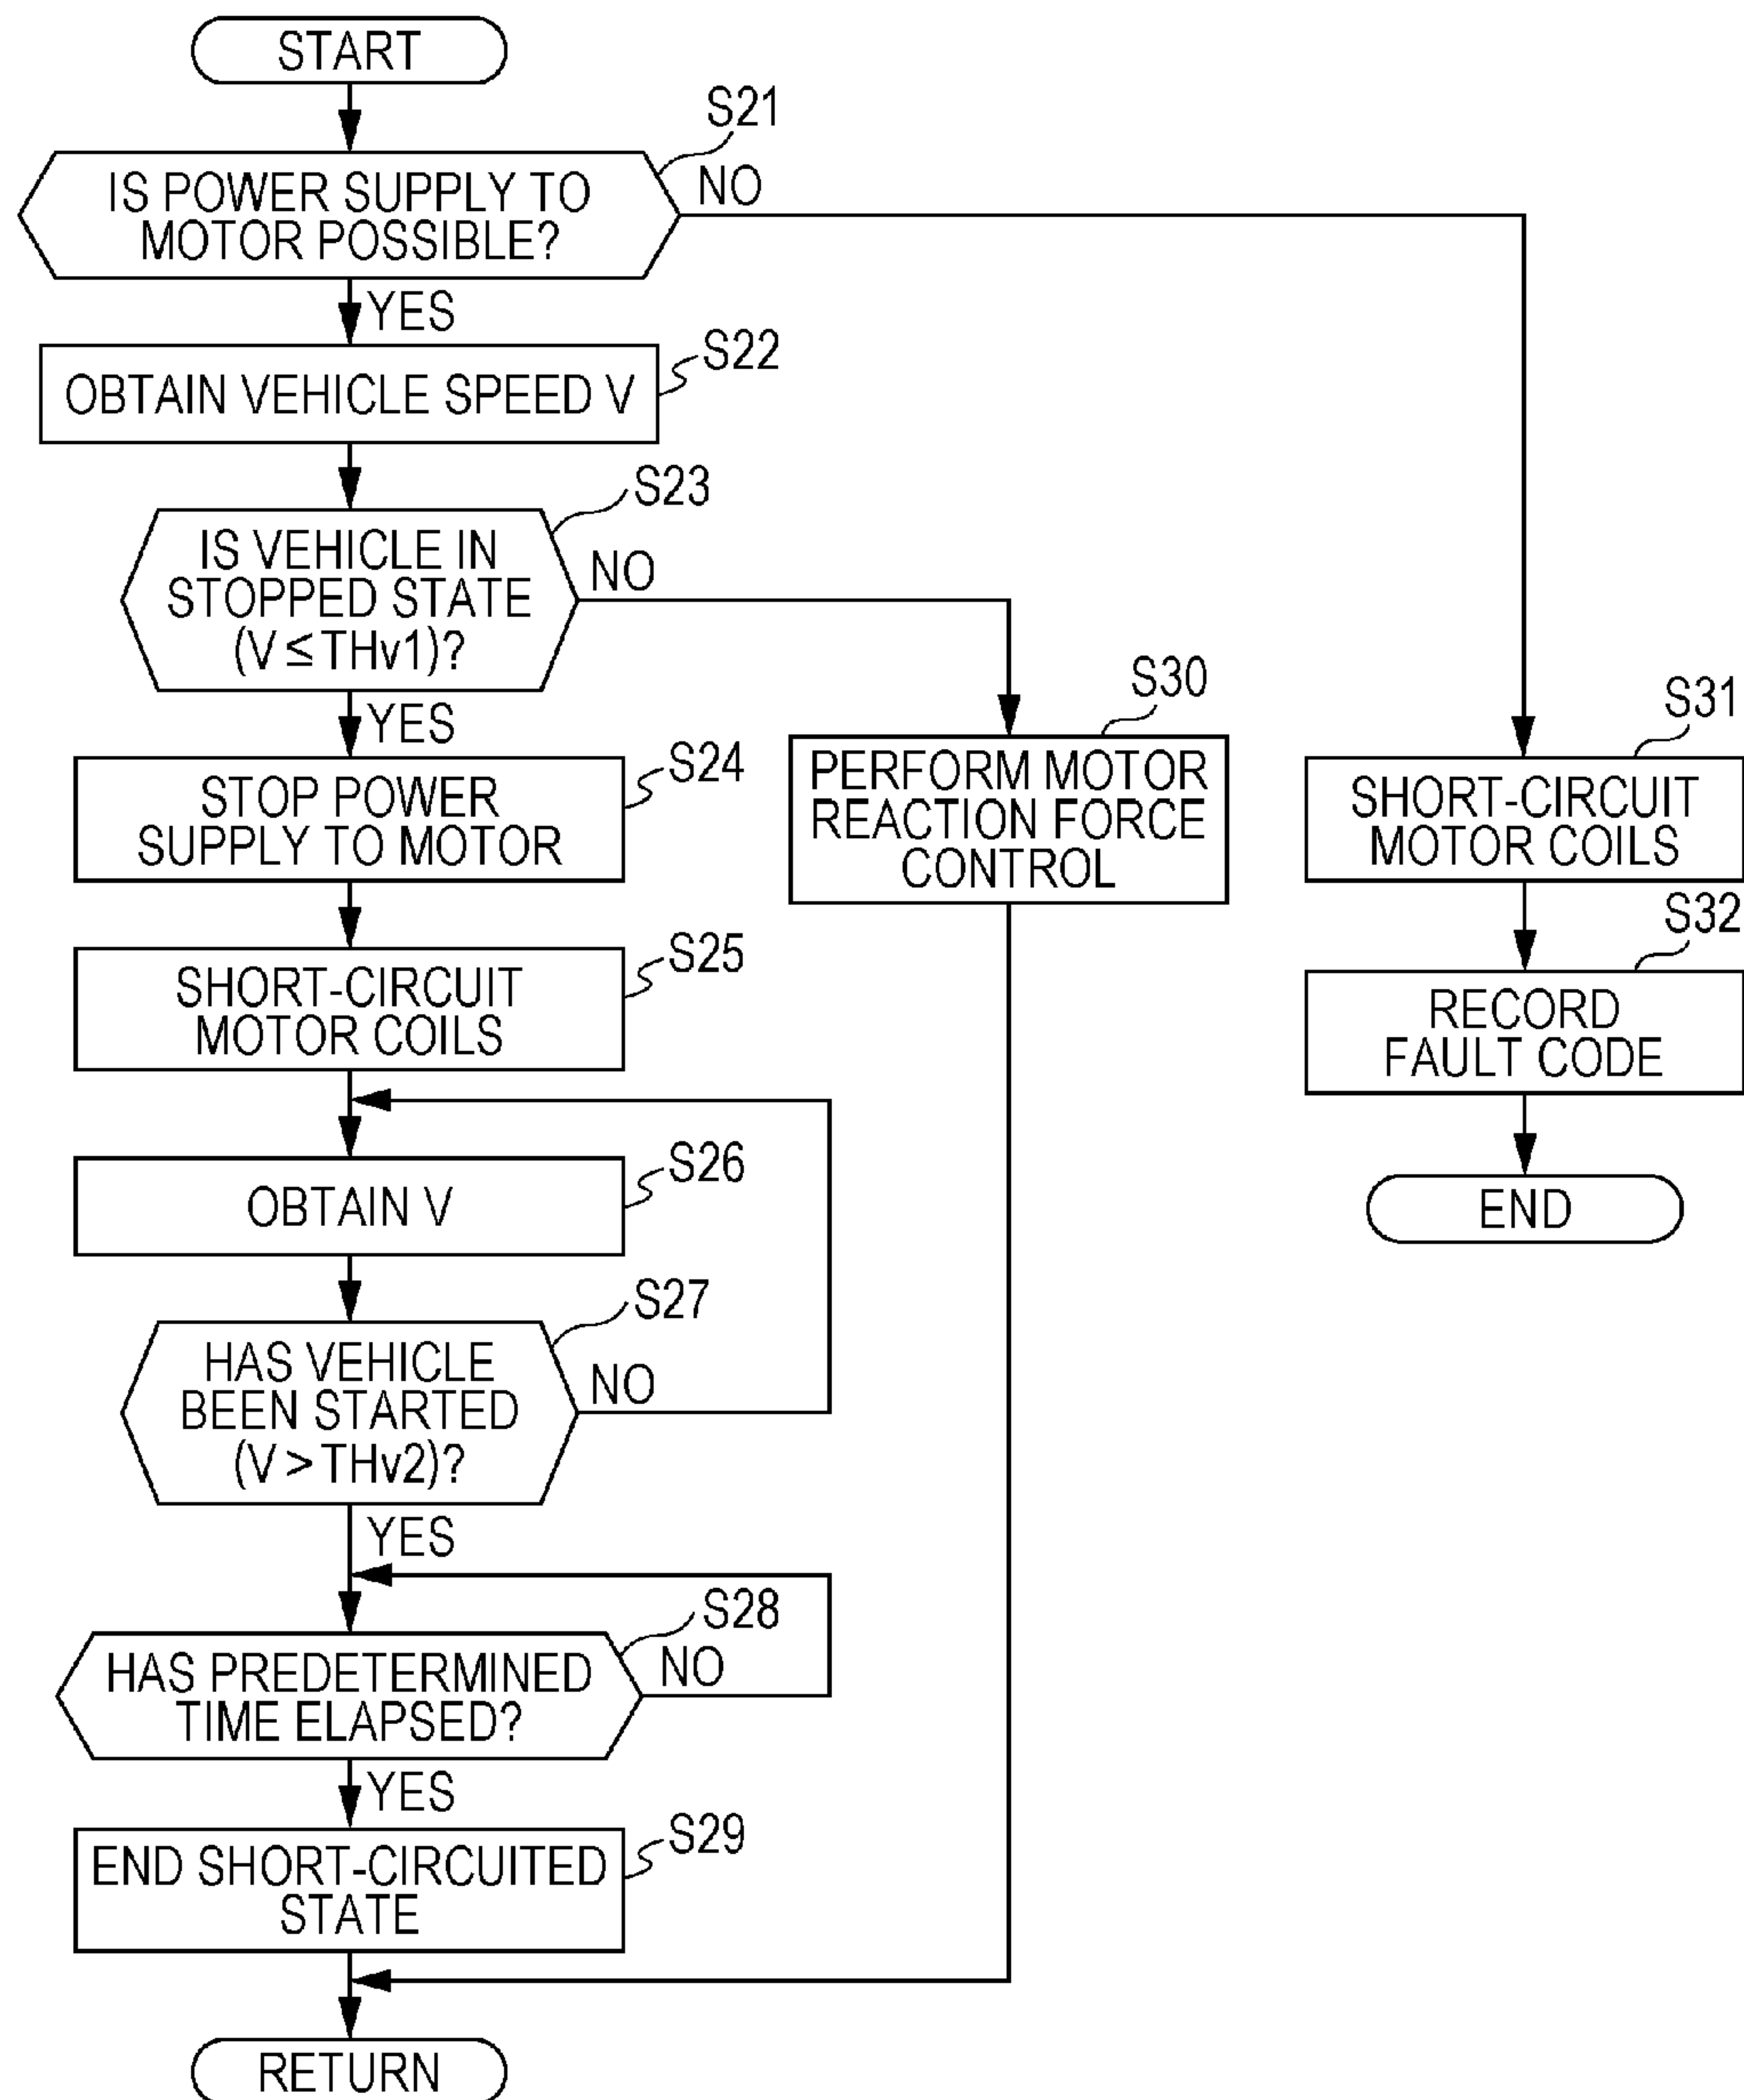 START
S21
IS POWER SUPPLY TO
MOTOR POSSIBLE?
NO
YES
S22
OBTAIN VEHICLE SPEED V
S23
IS VEHICLE IN
STOPPED STATE
(V ≤ THv1)?
NO
YES
S24
STOP POWER
SUPPLY TO MOTOR
S25
SHORT-CIRCUIT
MOTOR COILS
S26
OBTAIN V
S27
HAS VEHICLE
BEEN STARTED
(V > THv2)?
NO
YES
S28
HAS PREDETERMINED
TIME ELAPSED?
NO
YES
S29
END SHORT-CIRCUITED
STATE
RETURN
S30
PERFORM MOTOR
REACTION FORCE
CONTROL
S31
SHORT-CIRCUIT
MOTOR COILS
S32
RECORD
FAULT CODE
END